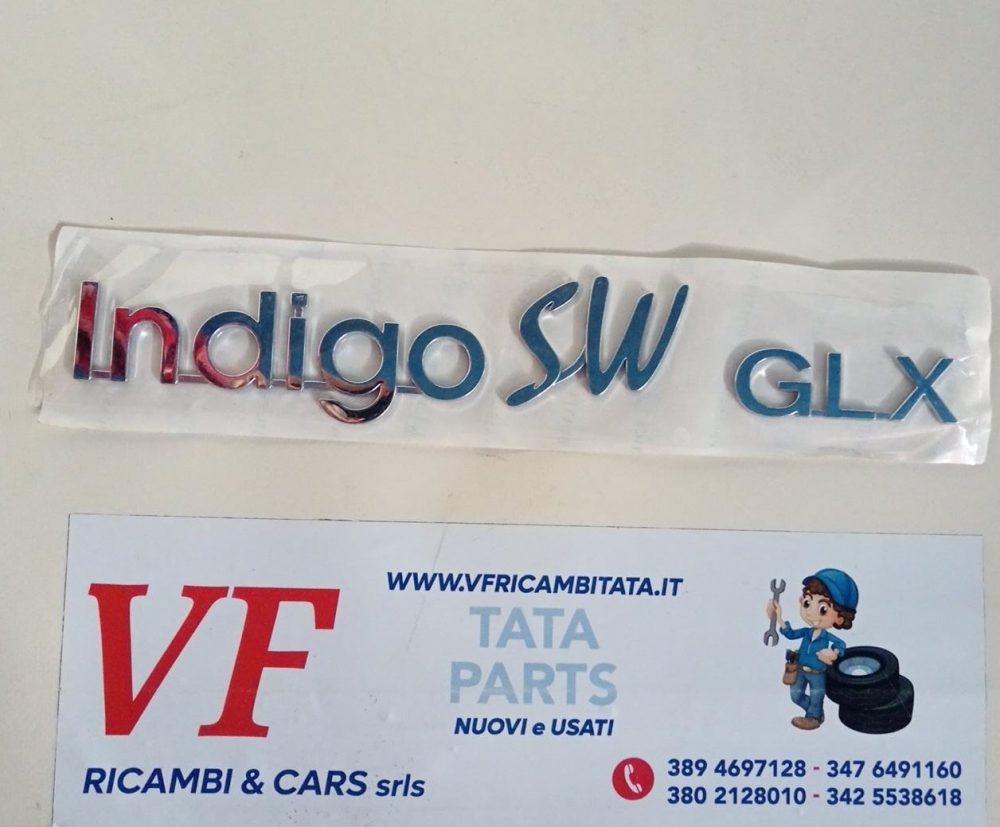 Indigo SW GLX
VF
RICAMBI & CARS srls
WWW.VFRICAMBITATA.IT
TATA
PARTS
NUOVI e USATI
389 4697128 - 347 6491160
380 2128010 - 342 5538618